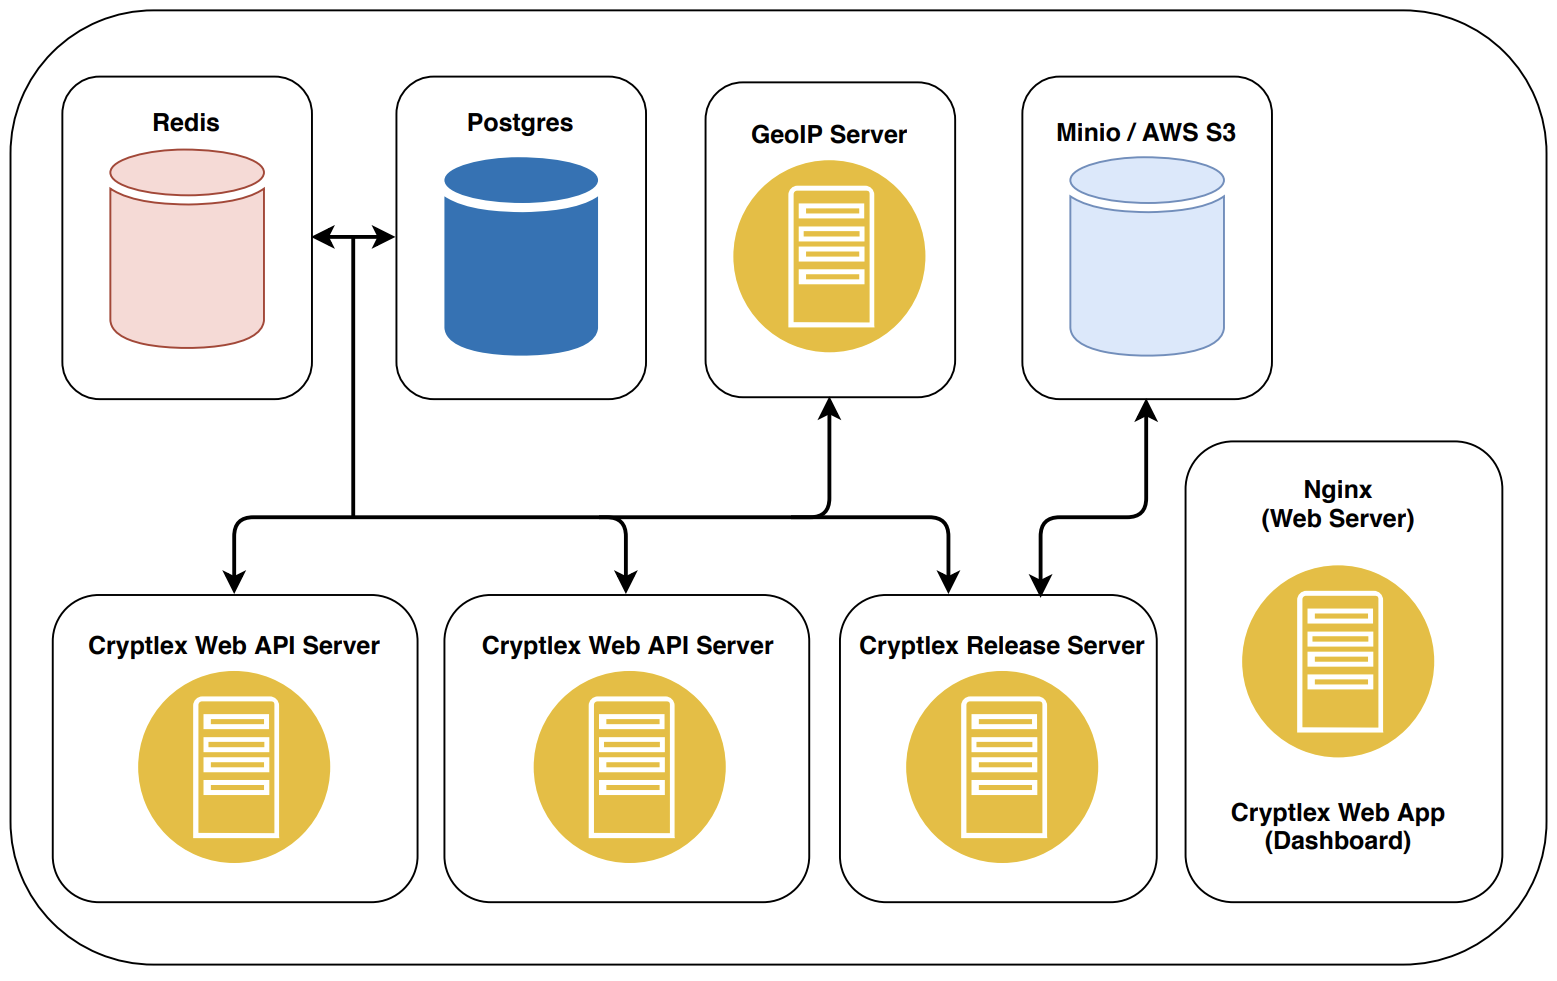 Redis
Postgres
GeoIP Server
Minio / AWS S3
Nginx
(Web Server)
Cryptlex Web API Server
Cryptlex Web API Server
Cryptlex Release Server
Cryptlex Web App
(Dashboard)